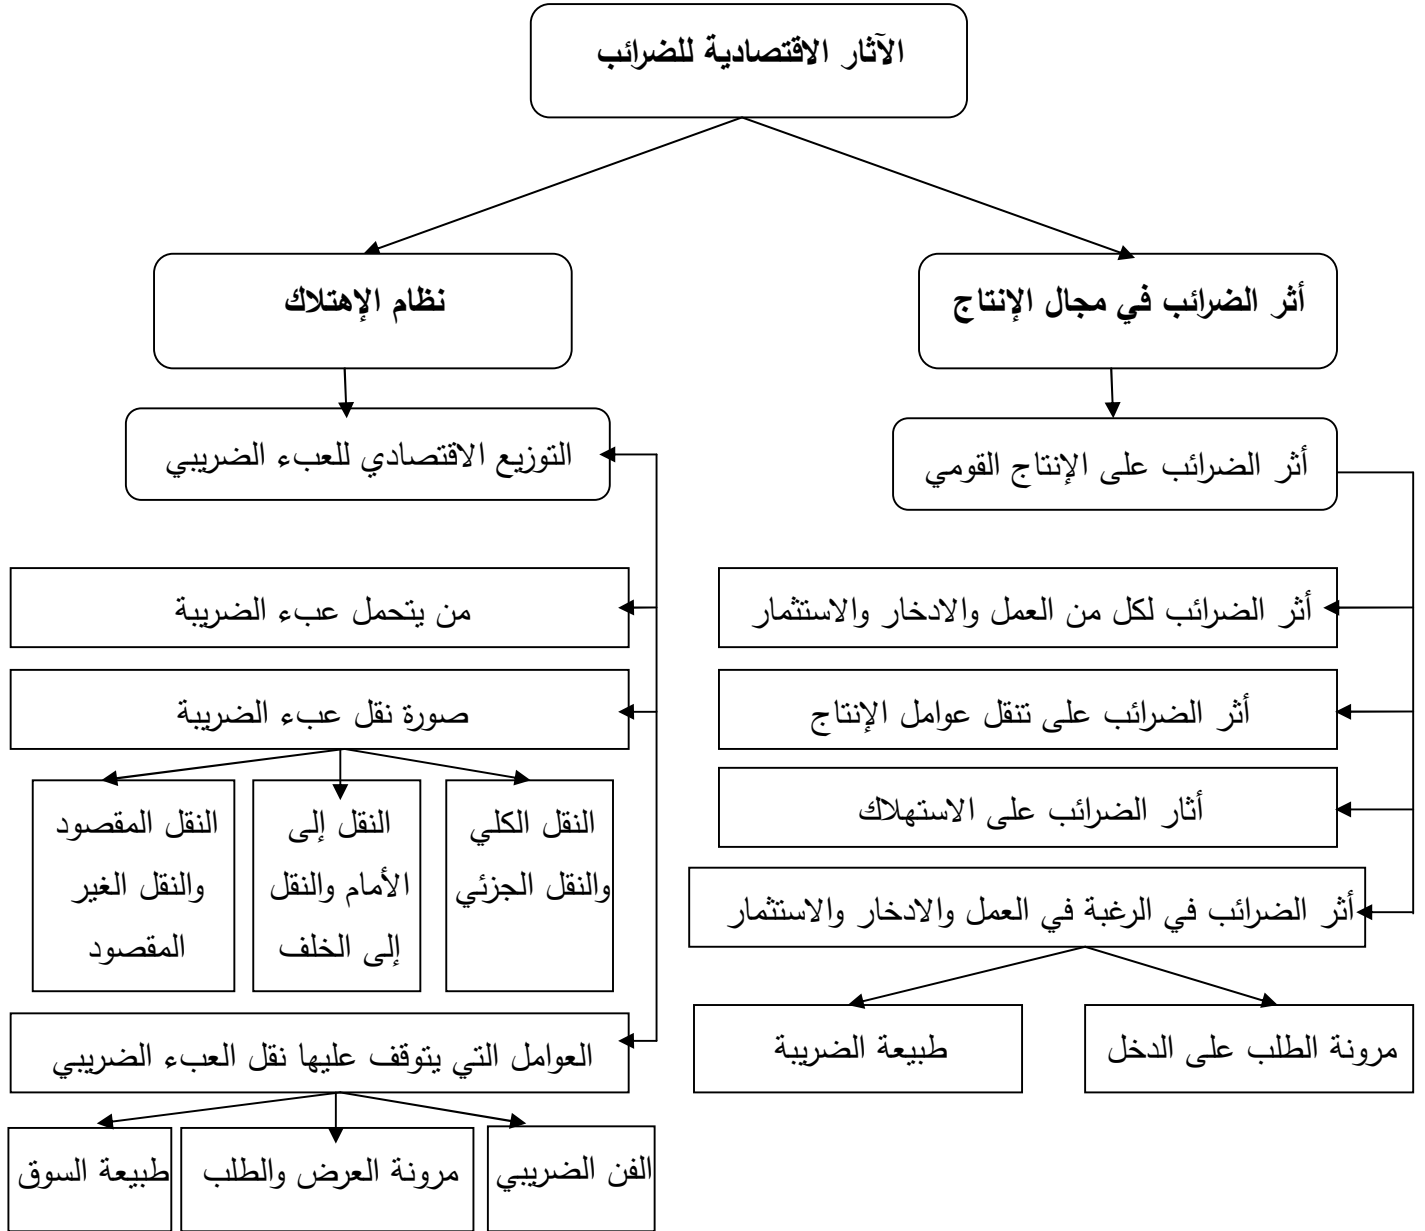 الآثار الاقتصادية للضرائب
أثر الضرائب في مجال الإنتاج
نظام الإهتلاك
أثر الضرائب على الإنتاج القومي
التوزيع الاقتصادي للعبء الضريبي
أثر الضرائب لكل من العمل والادخار والاستثمار
من يتحمل عبء الضريبة
أثر الضرائب على تنقل عوامل الإنتاج
صورة نقل عبء الضريبة
أثار الضرائب على الاستهلاك
النقل الكلي
والنقل الجزئي
النقل إلى
الأمام والنقل
إلى الخلف
النقل المقصود
والنقل الغير
المقصود
أثر الضرائب في الرغبة في العمل والادخار والاستثمار
مرونة الطلب على الدخل
طبيعة الضريبة
العوامل التي يتوقف عليها نقل العبء الضريبي
الفن الضريبي
مرونة العرض والطلب
طبيعة السوق